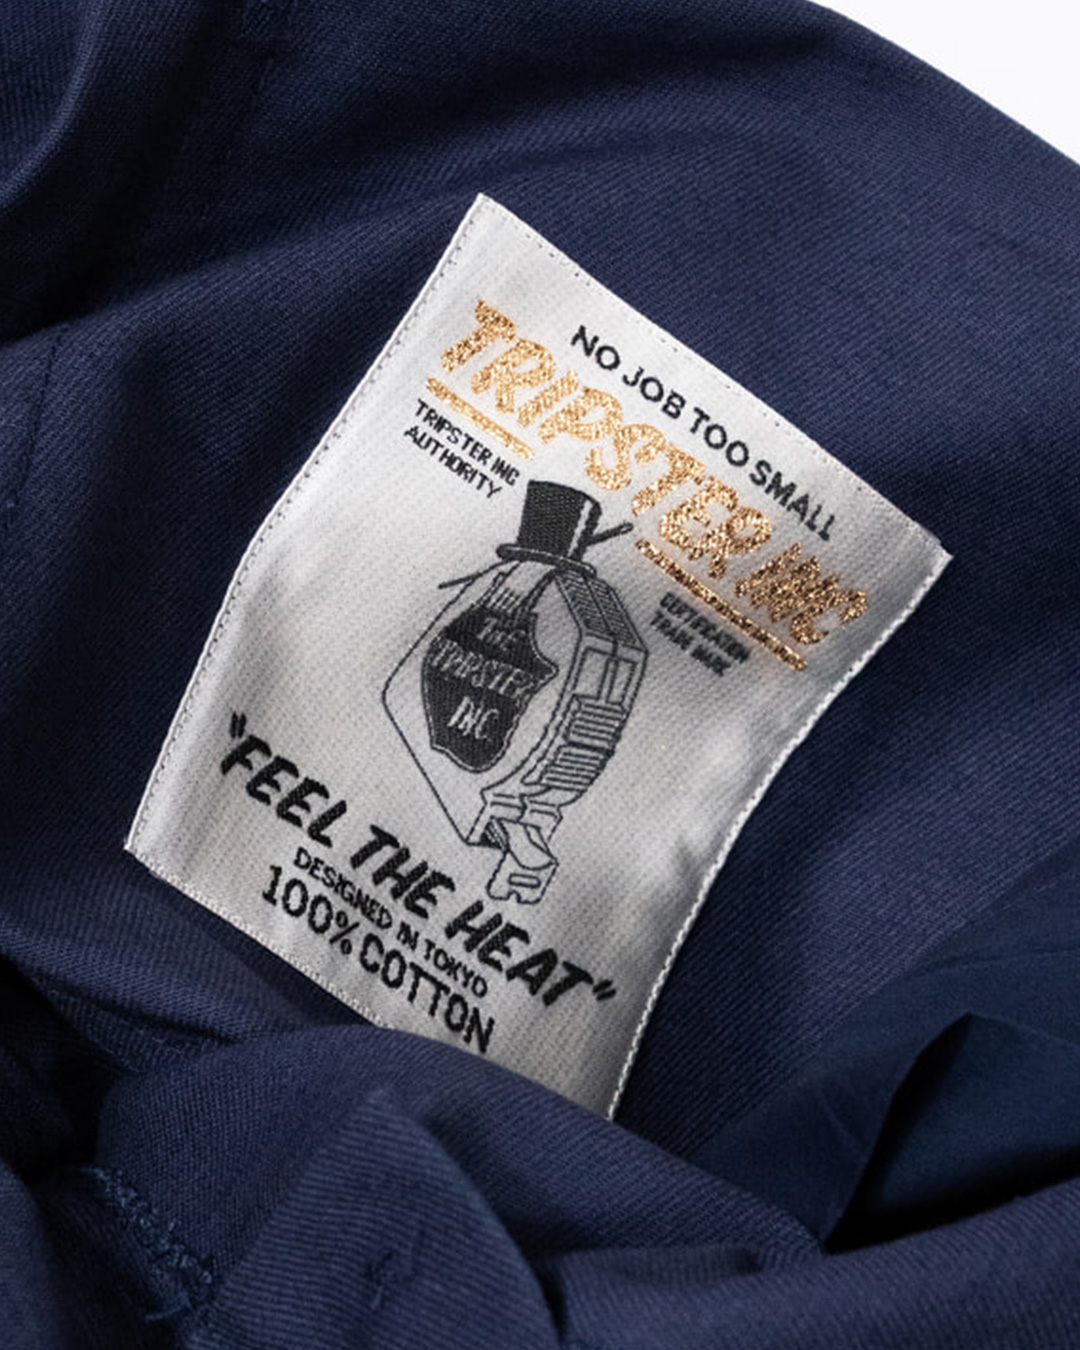 NO JOB TOO SMALL
TRIPSTER INC
TRIPSTER INC
AUTHORITY
TRADE MARK
THE
TRIPSTER
INC
"FEEL THE HEAT"
DESIGNED IN TOKYO
100% COTTON